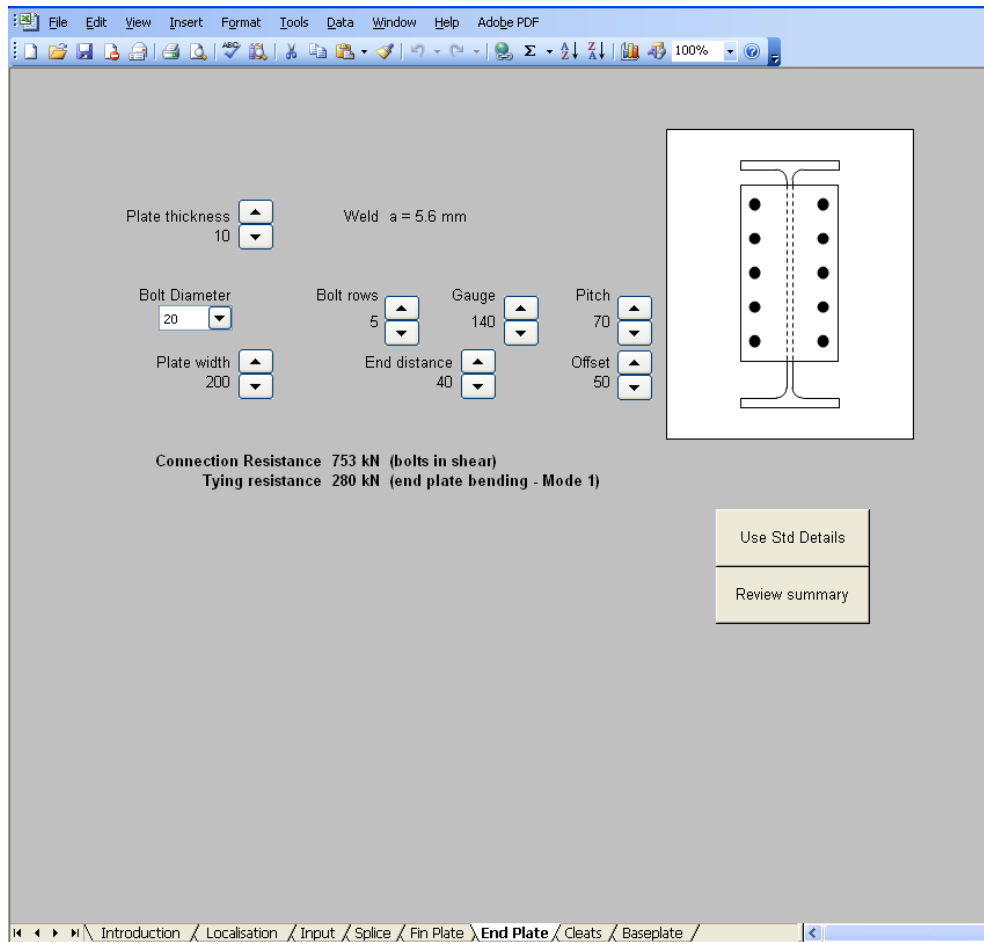 File Edit View Insert Format Tools Data Window Help Adobe PDF
100%
Plate thickness
10
Weld a = 5.6 mm
Bolt Diameter
20
Bolt rows
5
Gauge
140
Pitch
70
Plate width
200
End distance
40
Offset
50
Connection Resistance 753 kN (bolts in shear)
Tying resistance 280 kN (end plate bending - Mode 1)
Use Std Details
Review summary
Introduction / Localisation / Input / Splice / Fin Plate \ End Plate / Cleats / Baseplate /